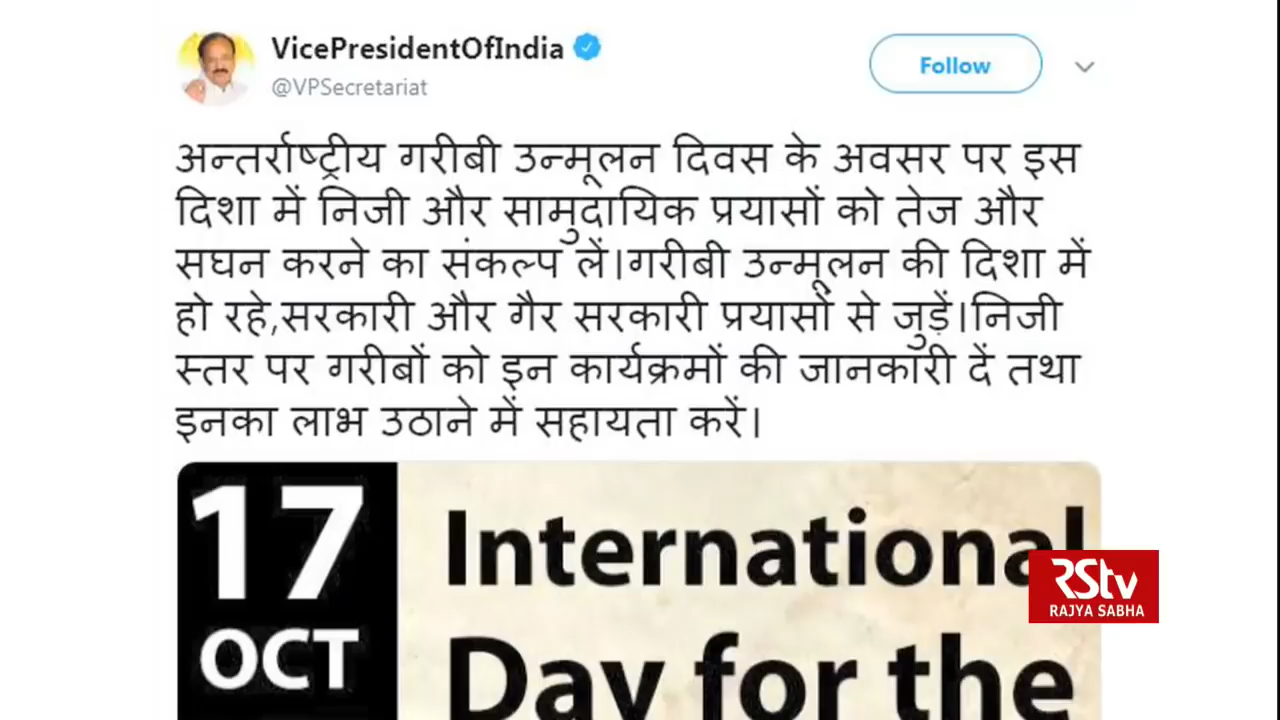 VicePresidentOfIndia
@VPSecretariat
Follow
अन्तर्राष्ट्रीय गरीबी उन्मूलन दिवस के अवसर पर इस
दिशा में निजी और सामुदायिक प्रयासों को तेज और
सघन करने का संकल्प लें।गरीबी उन्मूलन की दिशा में
हो रहे,सरकारी और गैर सरकारी प्रयासों से जुड़ें।निजी
स्तर पर गरीबों को इन कार्यक्रमों की जानकारी दें तथा
इनका लाभ उठाने में सहायता करें।
17
OCT
International
Day for the
RStv
RAJYA SABHA